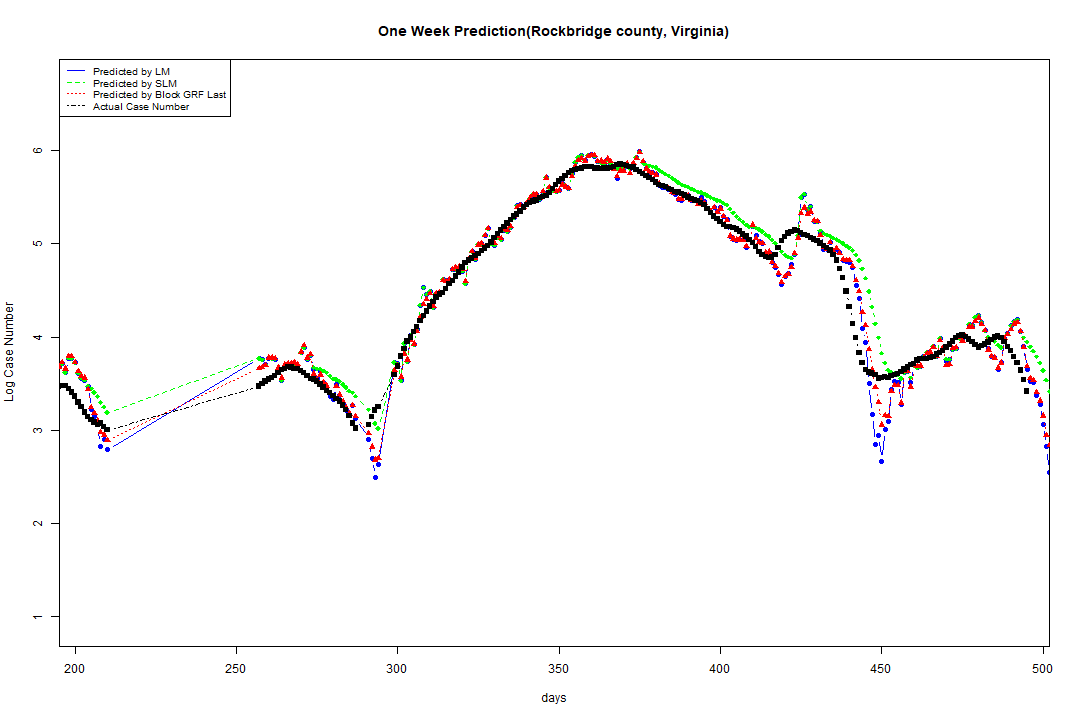 One Week Prediction(Rockbridge county, Virginia)
Predicted by LM
Predicted by SLM
Predicted by Block GRF Last
Actual Case Number
Log Case Number
6
5
4
3
2
1
200 250 300 350 400 450 500
days